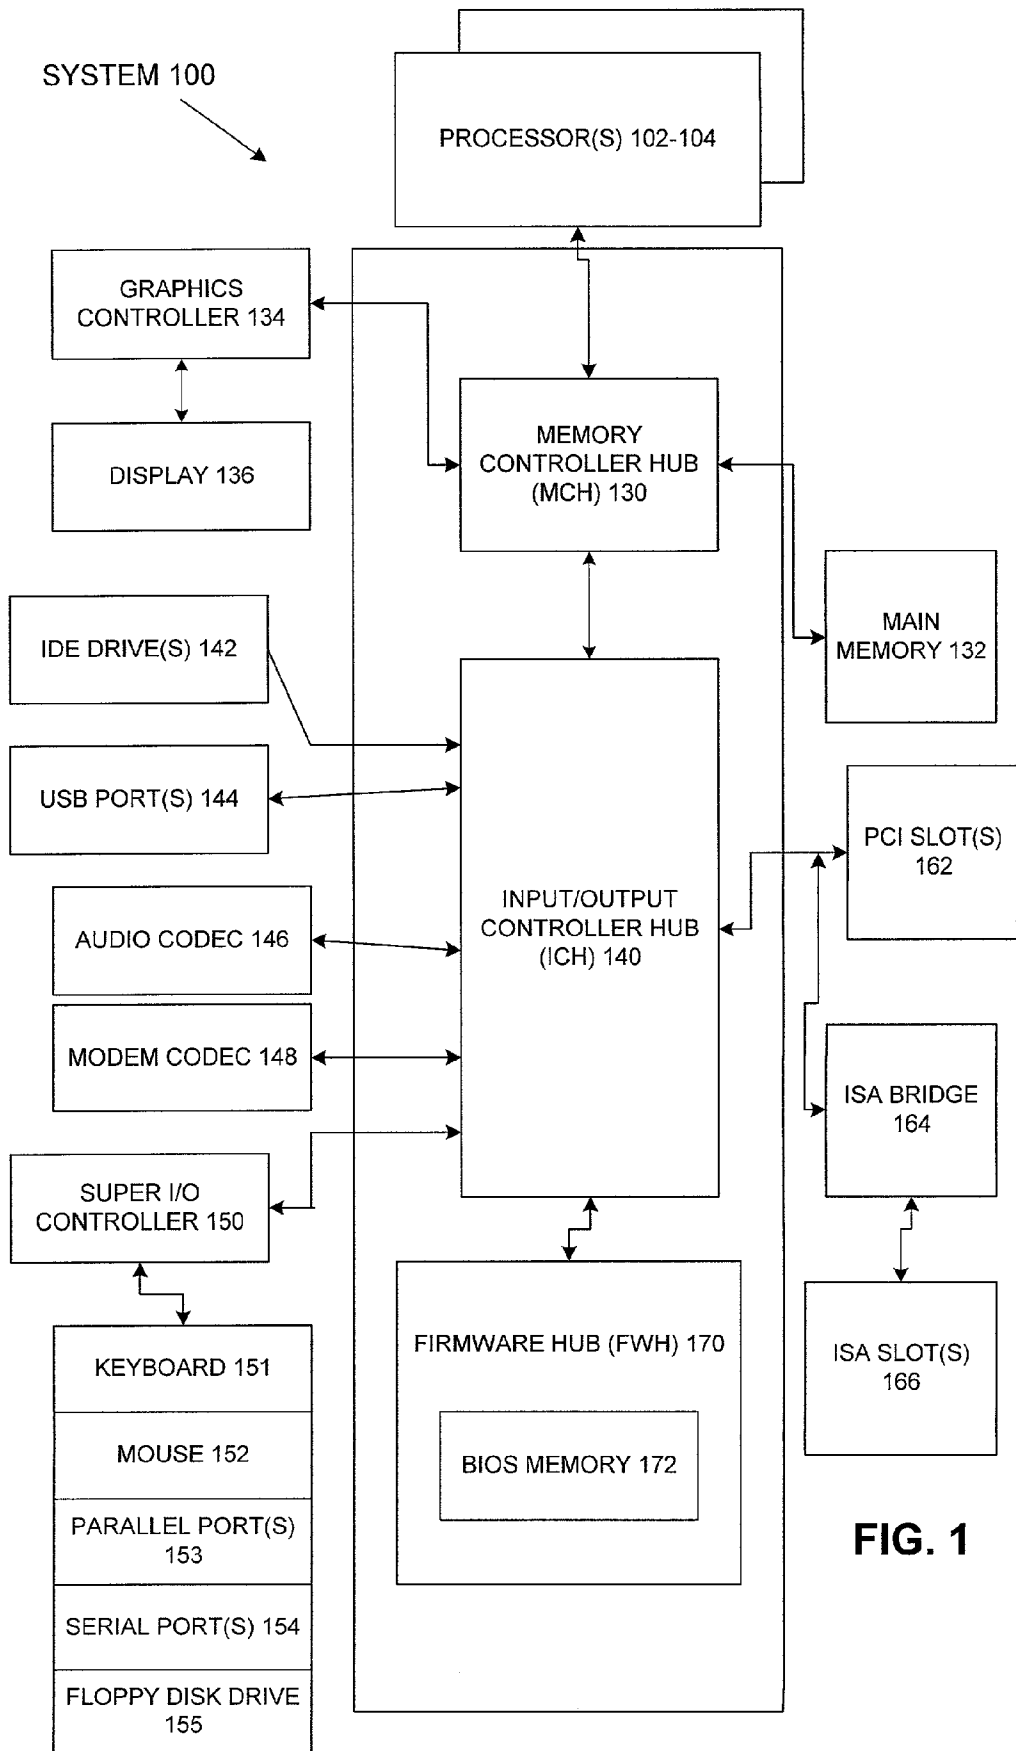 SYSTEM 100
PROCESSOR(S) 102-104
GRAPHICS
CONTROLLER 134
DISPLAY 136
MEMORY
CONTROLLER HUB
(MCH) 130
MAIN
MEMORY 132
IDE DRIVE(S) 142
USB PORT(S) 144
AUDIO CODEC 146
MODEM CODEC 148
INPUT/OUTPUT
CONTROLLER HUB
(ICH) 140
PCI SLOT(S)
162
ISA BRIDGE
164
ISA SLOT(S)
166
SUPER I/O
CONTROLLER 150
KEYBOARD 151
MOUSE 152
PARALLEL PORT(S)
153
SERIAL PORT(S) 154
FLOPPY DISK DRIVE
155
FIRMWARE HUB (FWH) 170
BIOS MEMORY 172
FIG. 1